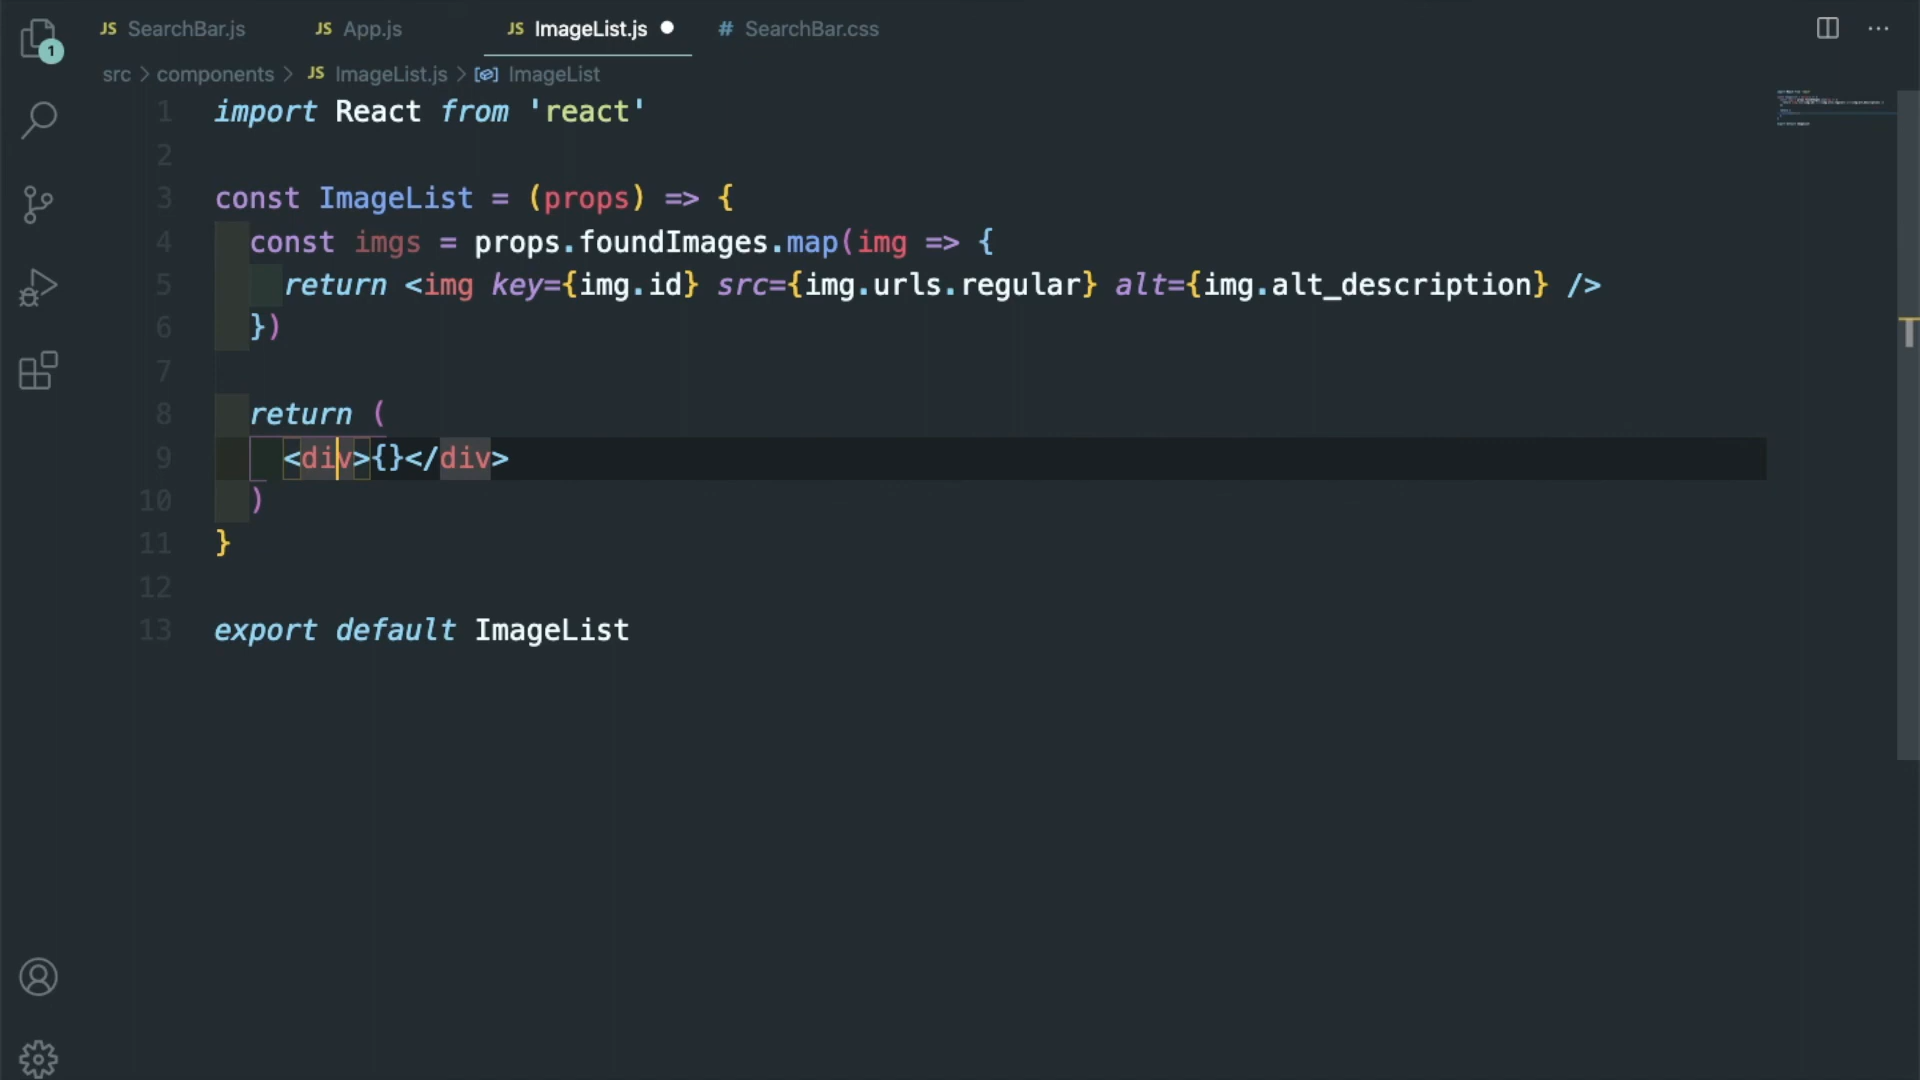 JS SearchBar.js JS App.js JS ImageList.js # SearchBar.css
1
src > components > JS ImageList.js > ImageList
1 import React from 'react'
2
3 const ImageList = (props) => {
4 const imgs = props.foundImages.map(img => {
5 return <img key={img.id} src={img.urls.regular} alt={img.alt_description} />
6 })
7
8 return (
9 <div>{}</div>
10 )
11 }
12
13 export default ImageList